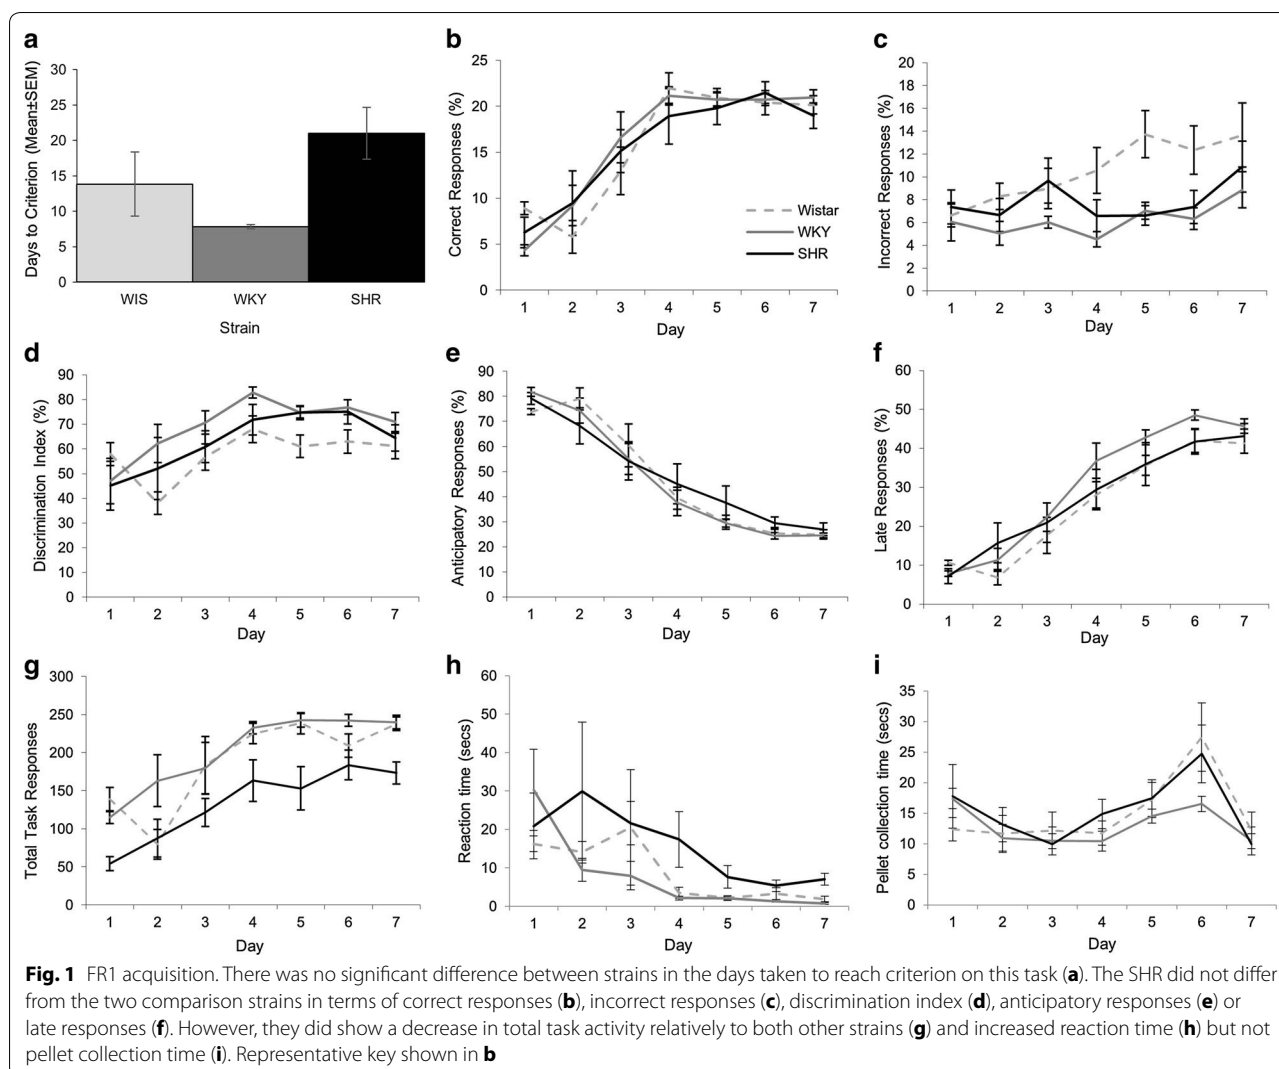 a
Days to Criterion (Mean±SEM)
30
25
20
15
10
5
0
WIS WKY SHR
Strain
b
Correct Responses (%)
25
20
15
10
5
0
Wistar
WKY
SHR
1 2 3 4 5 6 7
Day
c
Incorrect Responses (%)
20
18
16
14
12
10
8
6
4
2
0
1 2 3 4 5 6 7
Day
d
Discrimination Index (%)
90
80
70
60
50
40
30
20
10
0
1 2 3 4 5 6 7
Day
e
Anticipatory Responses (%)
90
80
70
60
50
40
30
20
10
0
1 2 3 4 5 6 7
Day
f
Late Responses (%)
60
50
40
30
20
10
0
1 2 3 4 5 6 7
Day
g
Total Task Responses
300
250
200
150
100
50
0
1 2 3 4 5 6 7
Day
h
Reaction time (secs)
60
50
40
30
20
10
0
1 2 3 4 5 6 7
Day
i
Pellet collection time (secs)
35
30
25
20
15
10
5
0
1 2 3 4 5 6 7
Day
Fig. 1 FR1 acquisition. There was no significant difference between strains in the days taken to reach criterion on this task (a). The SHR did not differ
from the two comparison strains in terms of correct responses (b), incorrect responses (c), discrimination index (d), anticipatory responses (e) or
late responses (f). However, they did show a decrease in total task activity relatively to both other strains (g) and increased reaction time (h) but not
pellet collection time (i). Representative key shown in b